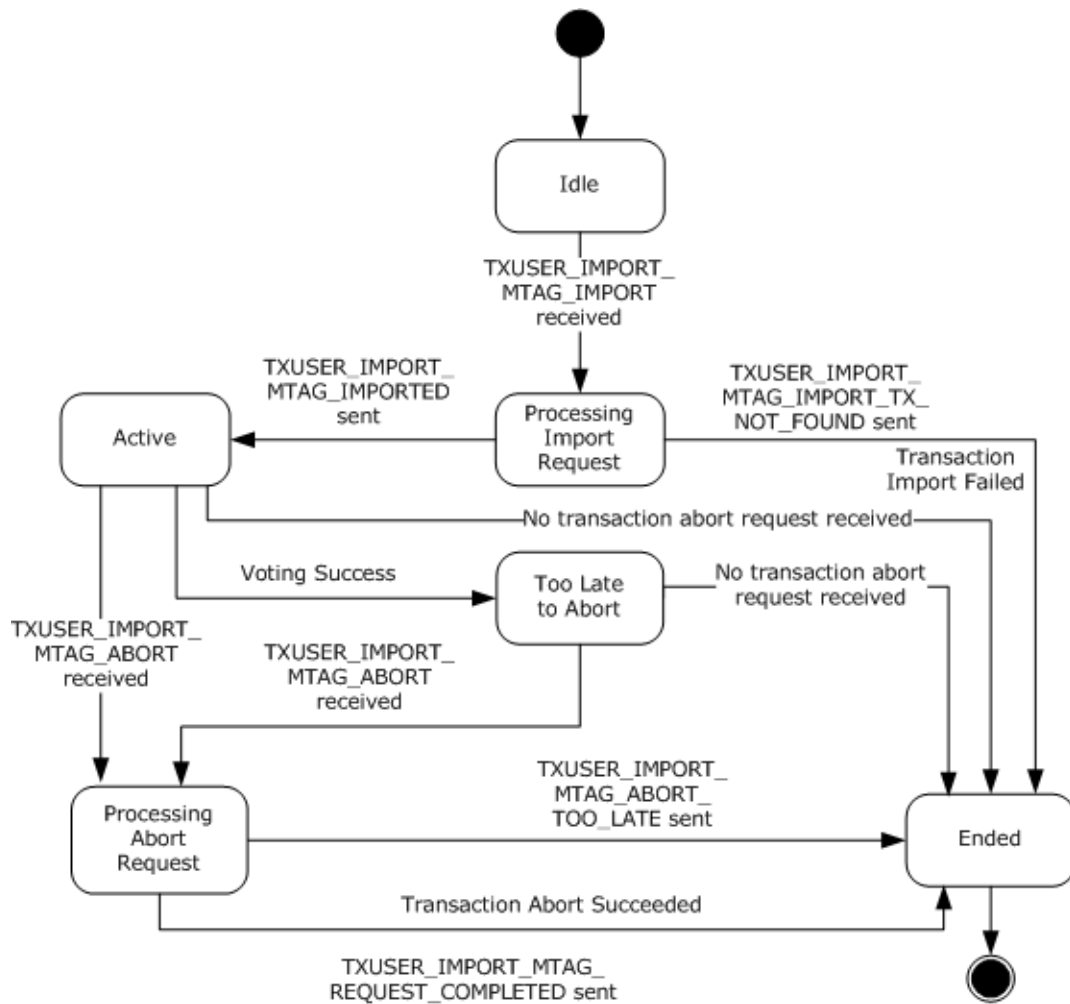 Idle
TXUSER_IMPORT_
MTAG_IMPORT
received
TXUSER_IMPORT_
MTAG_IMPORTED
sent
TXUSER_IMPORT_
MTAG_IMPORT_TX_
NOT_FOUND sent
Processing
Import
Request
Active
Transaction
Import Failed
No transaction abort request received
Voting Success
Too Late
to Abort
No transaction abort
request received
TXUSER_IMPORT_
MTAG_ABORT
received
TXUSER_IMPORT_
MTAG_ABORT
received
TXUSER_IMPORT_
MTAG_ABORT_
TOO_LATE sent
Processing
Abort
Request
Ended
Transaction Abort Succeeded
TXUSER_IMPORT_MTAG_
REQUEST_COMPLETED sent